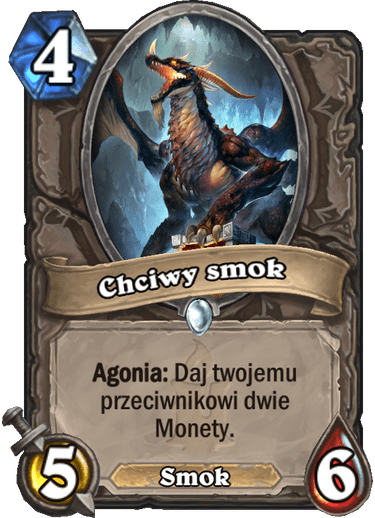 4
Chciwy smok
Agonia: Daj twojemu
przeciwnikowi dwie
Monety.
5
Smok
6